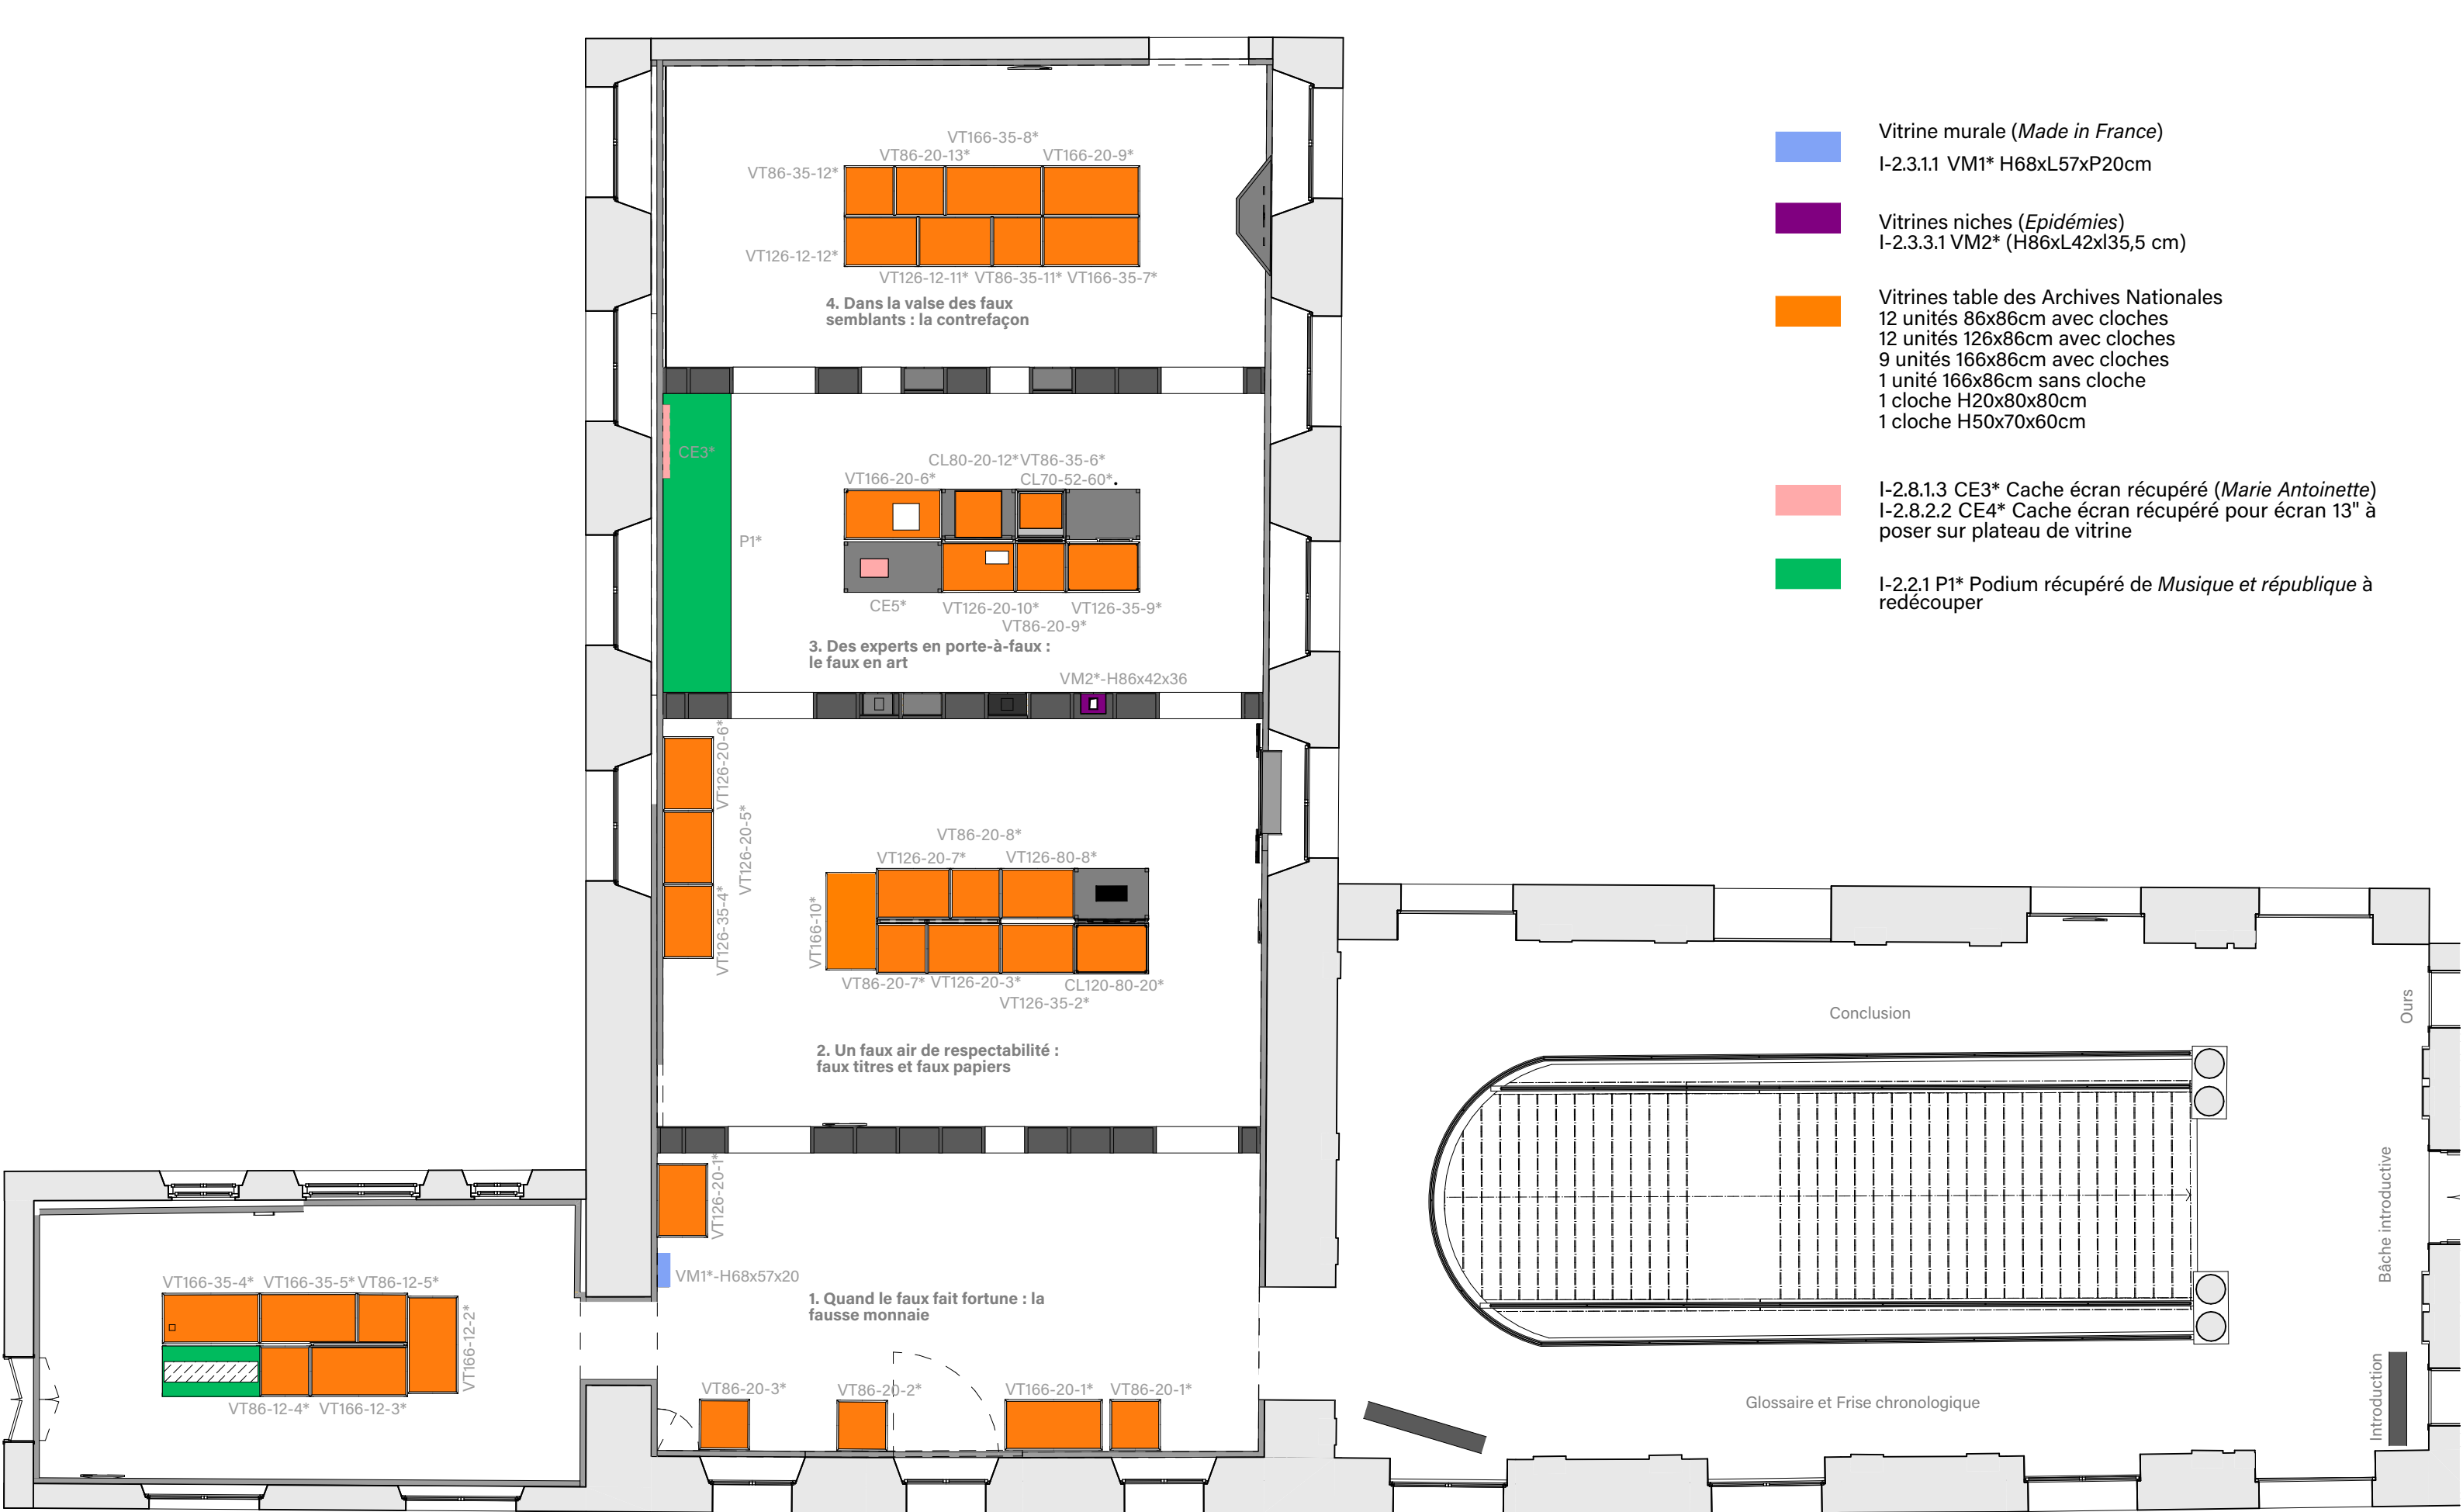 Vitrine murale (Made in France)
I-2.3.1.1 VM1* H68xL57xP20cm
Vitrines niches (Epidémies)
I-2.3.3.1 VM2* (H86xL42xl35,5 cm)
Vitrines table des Archives Nationales
12 unités 86x86cm avec cloches
12 unités 126x86cm avec cloches
9 unités 166x86cm avec cloches
1 unité 166x86cm sans cloche
1 cloche H20x80x80cm
1 cloche H50x70x60cm
I-2.8.1.3 CE3* Cache écran récupéré (Marie Antoinette)
I-2.8.2.2 CE4* Cache écran récupéré pour écran 13" à
poser sur plateau de vitrine
I-2.2.1 P1* Podium récupéré de Musique et république à
redécouper
VT166-35-8*
VT86-20-13*
VT166-20-9*
VT86-35-12*
VT126-12-12*
VT126-12-11*
VT86-35-11*
VT166-35-7*
4. Dans la valse des faux
semblants : la contrefaçon
CE3*
P1*
CL80-20-12*
VT86-35-6*
VT166-20-6*
CL70-52-60*.
CE5*
VT126-20-10*
VT126-35-9*
VT86-20-9*
3. Des experts en porte-à-faux :
le faux en art
VM2*-H86x42x36
VT126-20-6*
VT126-20-5*
VT126-35-4*
VT86-20-8*
VT126-20-7*
VT126-80-8*
VT166-10*
VT86-20-7*
VT126-20-3*
CL120-80-20*
VT126-35-2*
2. Un faux air de respectabilité :
faux titres et faux papiers
VT126-20-1*
VM1*-H68x57x20
1. Quand le faux fait fortune : la
fausse monnaie
VT86-20-3*
VT86-20-2*
VT166-20-1*
VT86-20-1*
VT166-35-4*
VT166-35-5*
VT86-12-5*
VT166-12-2*
VT86-12-4*
VT166-12-3*
Conclusion
Ours
Bâche introductive
Introduction
Glossaire et Frise chronologique